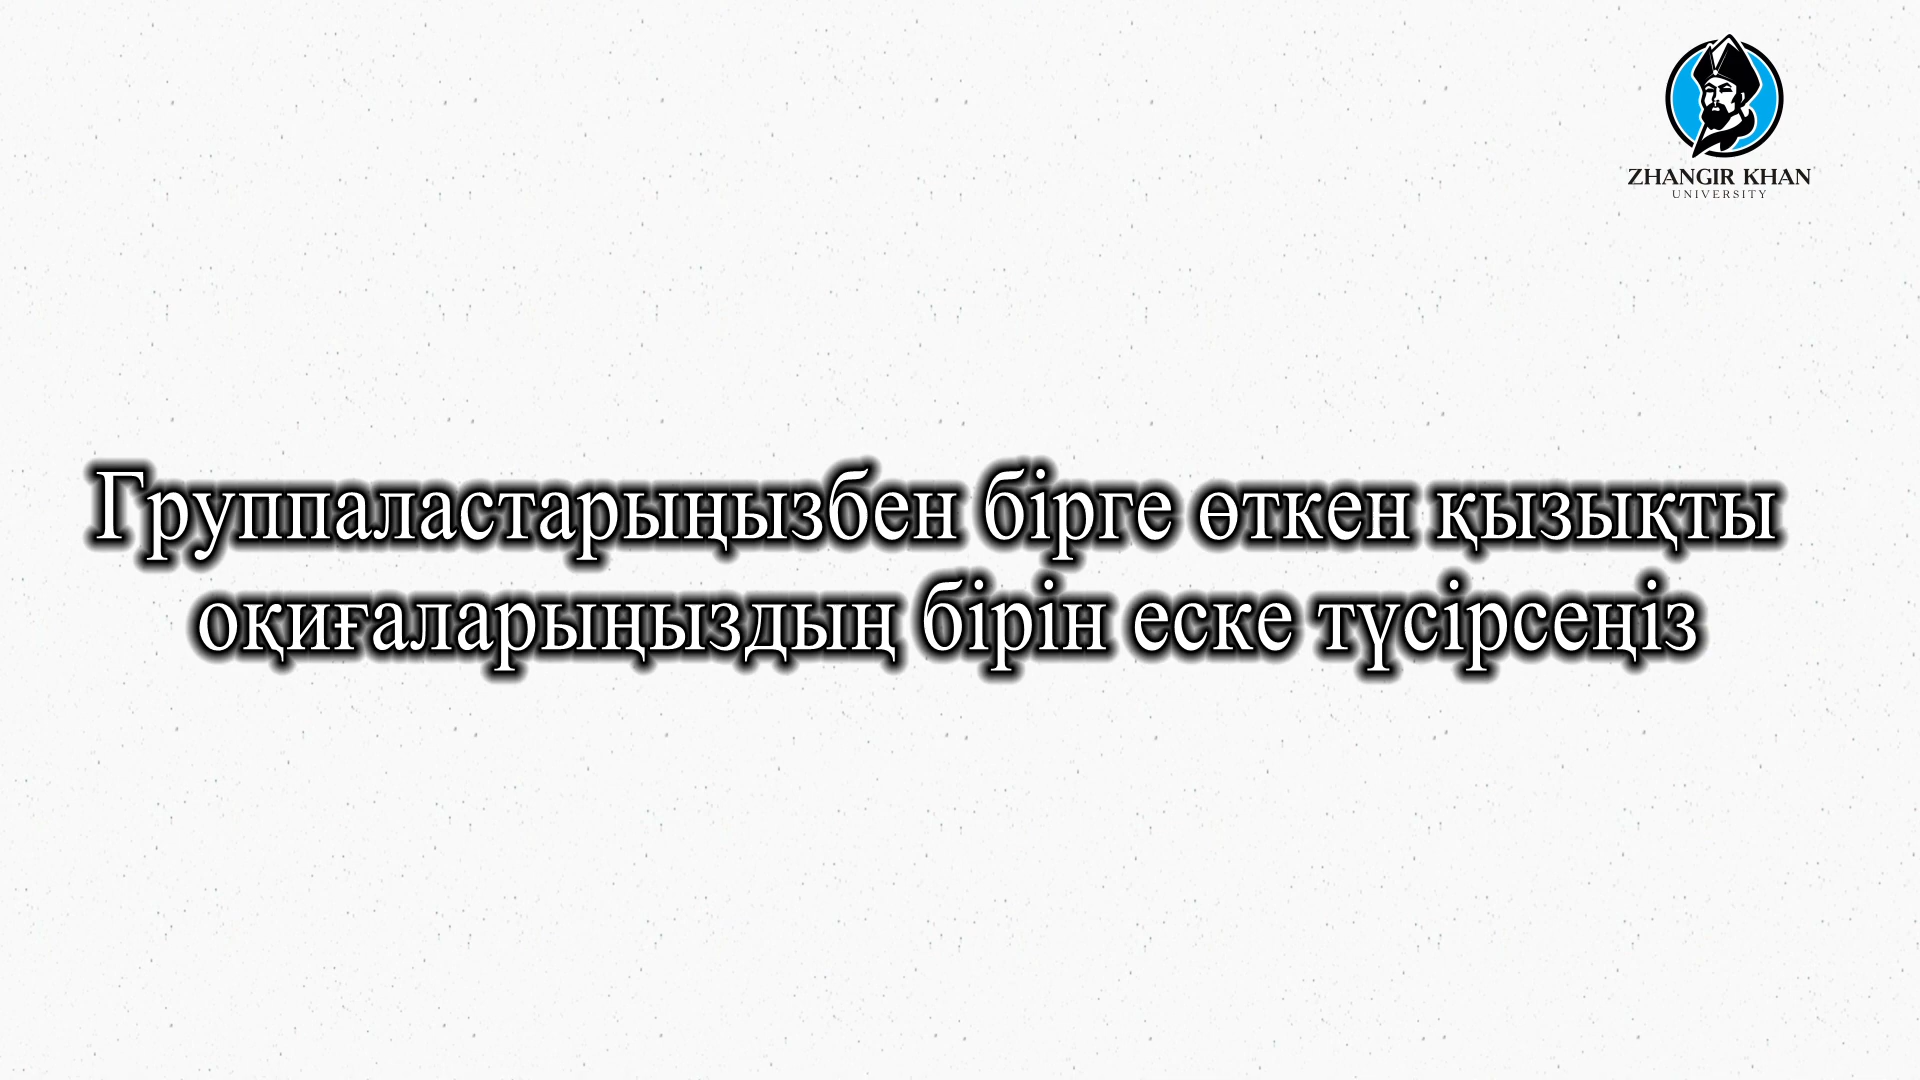 ZHANGIR KHAN
UNIVERSITY
Группаластарыңызбен бірге өткен қызықты
оқиғаларыңыздың бірін еске түсірсеңіз